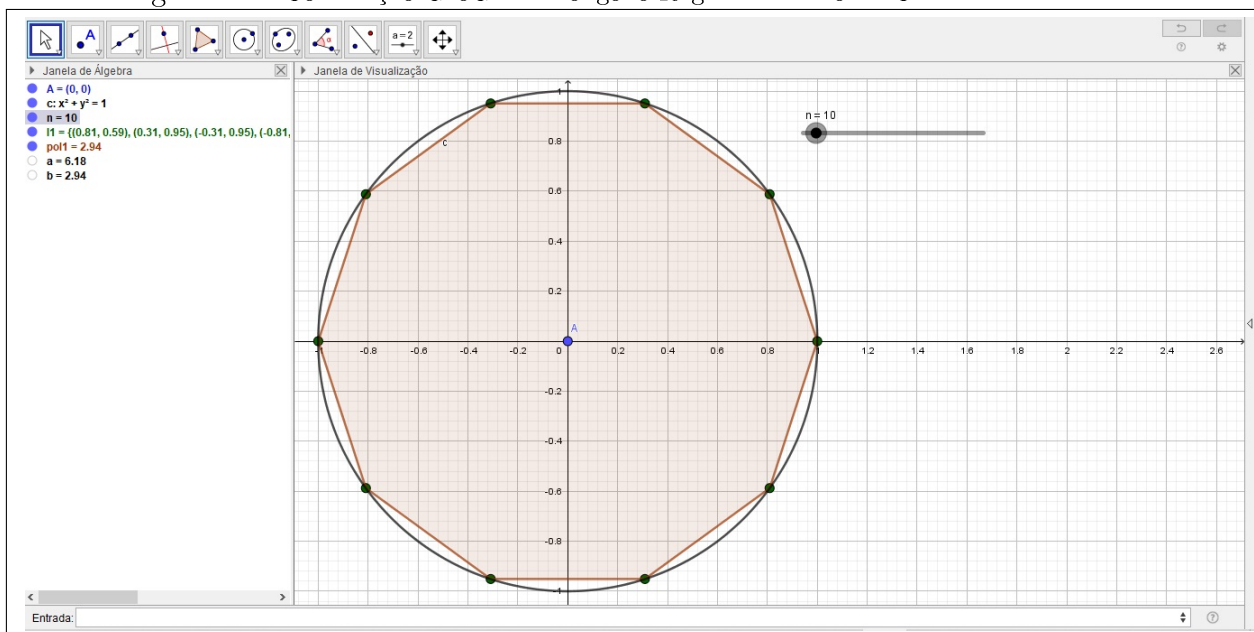 a=2
Janela de Álgebra
Janela de Visualização
A = (0, 0)
c: x² + y² = 1
n = 10
l1 = {(0.81, 0.59), (0.31, 0.95), (-0.31, 0.95), (-0.81,
pol1 = 2.94
a = 6.18
b = 2.94
n = 10
c
A
1
0.8
0.6
0.4
0.2
0
-0.2
-0.4
-0.6
-0.8
-1
-1 -0.8 -0.6 -0.4 -0.2 0.2 0.4 0.6 0.8 1 1.2 1.4 1.6 1.8 2 2.2 2.4 2.6
Entrada: